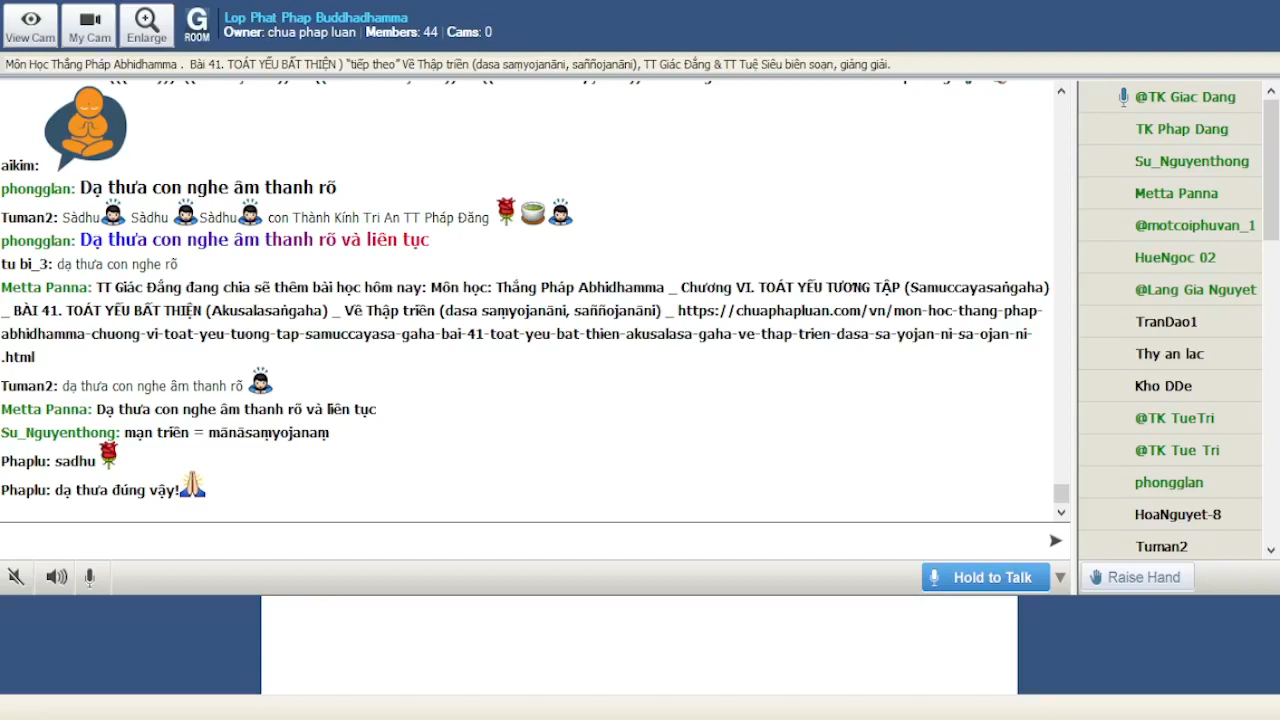 View Cam
My Cam
Enlarge
G
ROOM
Lop Phat Phap Buddhadhamma
Owner: chua phap luan | Members: 44 | Cams: 0
Môn Học Thắng Pháp Abhidhamma . Bài 41. TOÁT YẾU BẤT THIỆN ) “tiếp theo” Về Thập triền (dasa saṃyojanāni, saññojanāni), TT Giác Đẳng & TT Tuệ Siêu biên soạn, giảng giải.
aikim:
phongglan: Dạ thưa con nghe âm thanh rõ
Tuman2: Sàdhu Sàdhu Sàdhu con Thành Kính Tri Ân TT Pháp Đăng
phongglan: Dạ thưa con nghe âm thanh rõ và liên tục
tu bi_3: dạ thưa con nghe rõ
Metta Panna: TT Giác Đẳng đang chia sẽ thêm bài học hôm nay: Môn học: Thắng Pháp Abhidhamma _ Chương VI. TOÁT YẾU TƯƠNG TẬP (Samuccayasaṅgaha)
_ BÀI 41. TOÁT YẾU BẤT THIỆN (Akusalasaṅgaha) _ Về Thập triền (dasa saṃyojanāni, saññojanāni) _ https://chuaphapluan.com/vn/mon-hoc-thang-phap-
abhidhamma-chuong-vi-toat-yeu-tuong-tap-samuccayasa-gaha-bai-41-toat-yeu-bat-thien-akusalasa-gaha-ve-thap-trien-dasa-sa-yojan-ni-sa-ojan-ni-
.html
Tuman2: dạ thưa con nghe âm thanh rõ
Metta Panna: Dạ thưa con nghe âm thanh rõ và liên tục
Su_Nguyenthong: mạn triền = mānāsaṃyojanaṃ
Phaplu: sadhu
Phaplu: dạ thưa đúng vậy!
Hold to Talk
@TK Giac Dang
TK Phap Dang
Su_Nguyenthong
Metta Panna
@motcoiphuvan_1
HueNgoc 02
@Lang Gia Nguyet
TranDao1
Thy an lac
Kho DDe
@TK TueTri
@TK Tue Tri
phongglan
HoaNguyet-8
Tuman2
Raise Hand